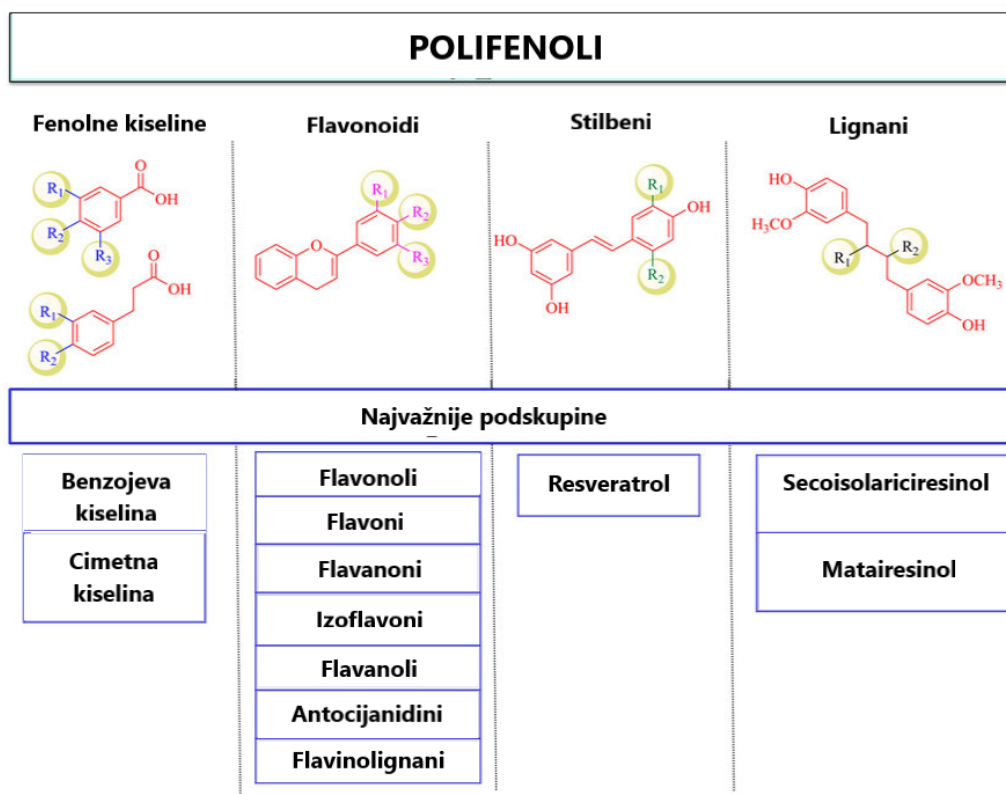 POLIFENOLI
Fenolne kiseline
Flavonoidi
Stilbeni
Lignani
R1
R2
R3
O
OH
R1
R2
O
OH
O
R1
R2
R3
HO
OH
R1
OH
R2
HO
H3CO
R1
R2
OCH3
OH
Najvažnije podskupine
Benzojeva
kiselina
Cimetna
kiselina
Flavonoli
Flavoni
Flavanoni
Izoflavoni
Flavanoli
Antocijanidini
Flavinolignani
Resveratrol
Secoisolariciresinol
Matairesinol